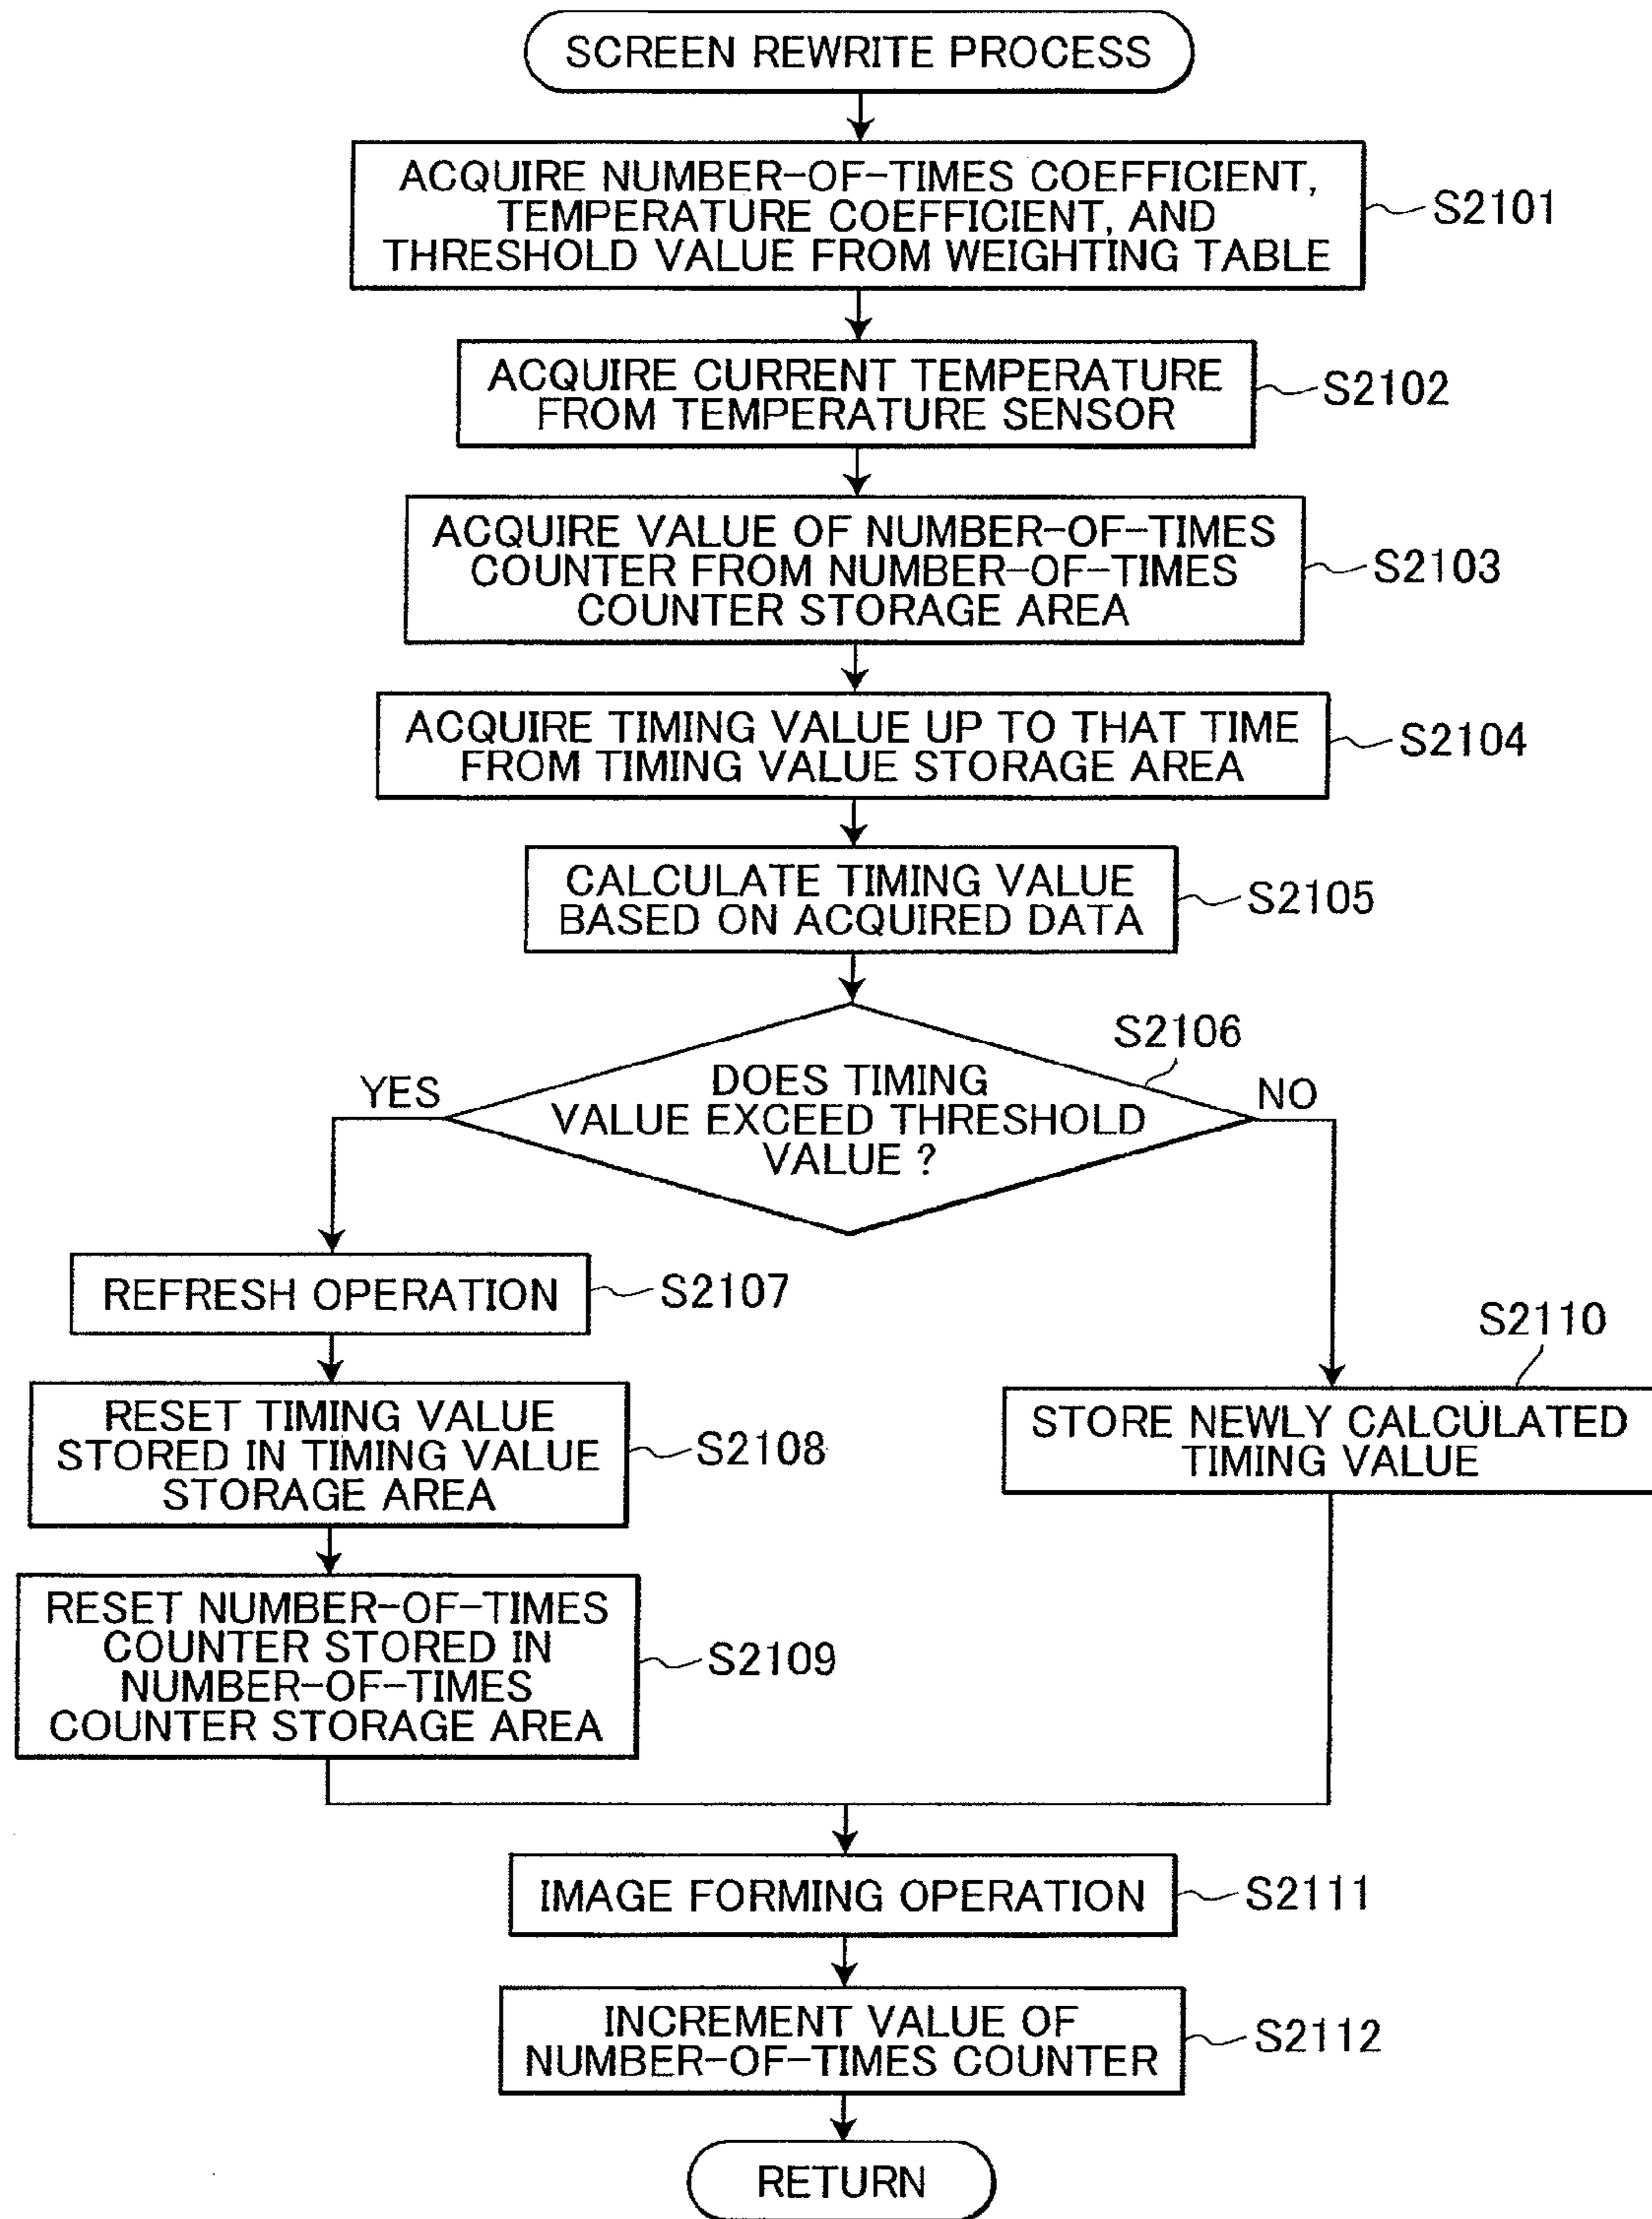 SCREEN REWRITE PROCESS
ACQUIRE NUMBER-OF-TIMES COEFFICIENT,
TEMPERATURE COEFFICIENT, AND
THRESHOLD VALUE FROM WEIGHTING TABLE
S2101
ACQUIRE CURRENT TEMPERATURE
FROM TEMPERATURE SENSOR
S2102
ACQUIRE VALUE OF NUMBER-OF-TIMES
COUNTER FROM NUMBER-OF-TIMES
COUNTER STORAGE AREA
S2103
ACQUIRE TIMING VALUE UP TO THAT TIME
FROM TIMING VALUE STORAGE AREA
S2104
CALCULATE TIMING VALUE
BASED ON ACQUIRED DATA
S2105
S2106
DOES TIMING
VALUE EXCEED THRESHOLD
VALUE ?
YES
NO
REFRESH OPERATION
S2107
RESET TIMING VALUE
STORED IN TIMING VALUE
STORAGE AREA
S2108
RESET NUMBER-OF-TIMES
COUNTER STORED IN
NUMBER-OF-TIMES
COUNTER STORAGE AREA
S2109
S2110
STORE NEWLY CALCULATED
TIMING VALUE
IMAGE FORMING OPERATION
S2111
INCREMENT VALUE OF
NUMBER-OF-TIMES COUNTER
S2112
RETURN